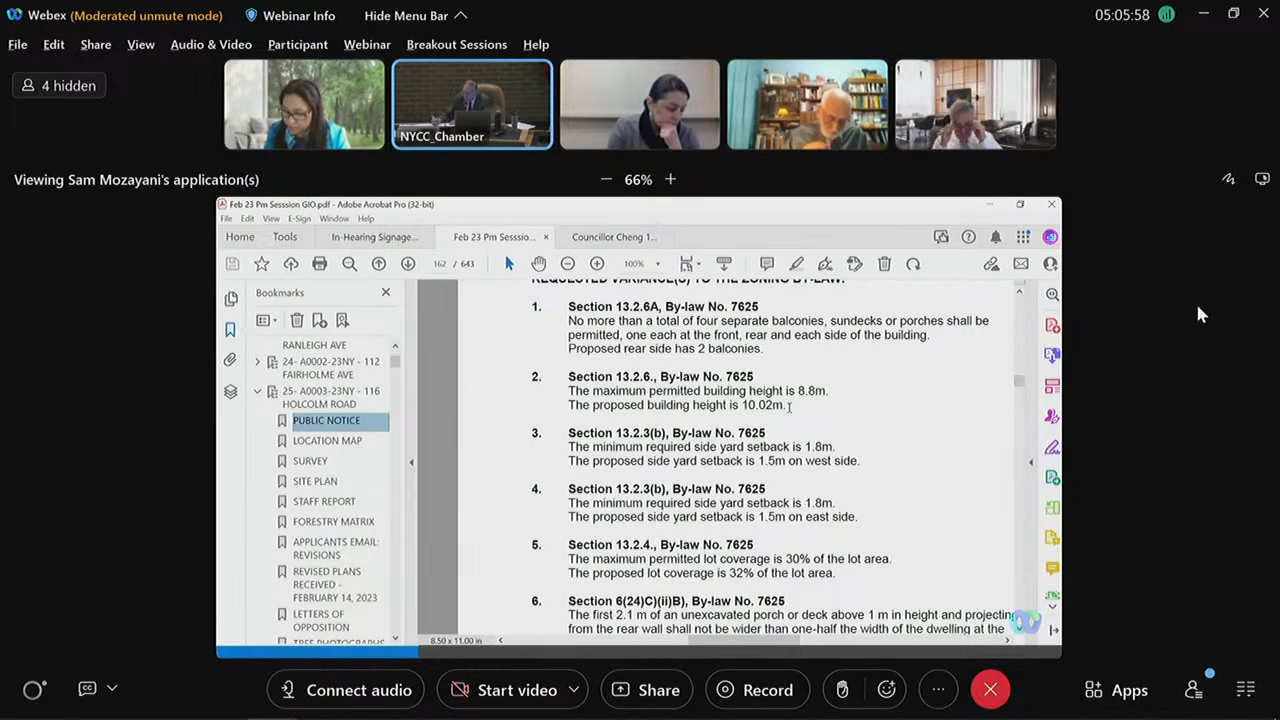 Webex (Moderated unmute mode) Webinar Info Hide Menu Bar 05:05:58
File Edit Share View Audio & Video Participant Webinar Breakout Sessions Help
4 hidden
NYCC_Chamber
Viewing Sam Mozayani's application(s) 66%
Feb 23 Pm Sesssion GIO.pdf - Adobe Acrobat Pro (32-bit)
File Edit View E-Sign Window Help
Home Tools In-Hearing Signage... Feb 23 Pm Sesssio... × Councillor Cheng 1...
162 / 643 100%
Bookmarks
RANLEIGH AVE
24- A0002-23NY - 112
FAIRHOLME AVE
25- A0003-23NY - 116
HOLCOLM ROAD
PUBLIC NOTICE
LOCATION MAP
SURVEY
SITE PLAN
STAFF REPORT
FORESTRY MATRIX
APPLICANTS EMAIL:
REVISIONS
REVISED PLANS
RECEIVED -
FEBRUARY 14, 2023
LETTERS OF
OPPOSITION
TREE PHOTOGRAPHS
REQUESTED VARIANCE(S) TO THE ZONING BY-LAW:
1. Section 13.2.6A, By-law No. 7625
No more than a total of four separate balconies, sundecks or porches shall be
permitted, one each at the front, rear and each side of the building.
Proposed rear side has 2 balconies.
2. Section 13.2.6., By-law No. 7625
The maximum permitted building height is 8.8m.
The proposed building height is 10.02m.
3. Section 13.2.3(b), By-law No. 7625
The minimum required side yard setback is 1.8m.
The proposed side yard setback is 1.5m on west side.
4. Section 13.2.3(b), By-law No. 7625
The minimum required side yard setback is 1.8m.
The proposed side yard setback is 1.5m on east side.
5. Section 13.2.4., By-law No. 7625
The maximum permitted lot coverage is 30% of the lot area.
The proposed lot coverage is 32% of the lot area.
6. Section 6(24)C)(ii)B), By-law No. 7625
The first 2.1 m of an unexcavated porch or deck above 1 m in height and projecting
from the rear wall shall not be wider than one-half the width of the dwelling at the
8.50 x 11.00 in
Connect audio Start video Share Record Apps